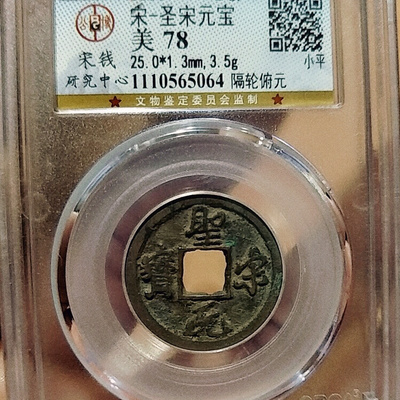 宋-圣宋元宝
美 78
宋钱 25.0*1.3mm,3.5g 小平
研究中心 1110565064 隔轮俯元
★ 文物鉴定委员会监制 ★
聖宋元寳